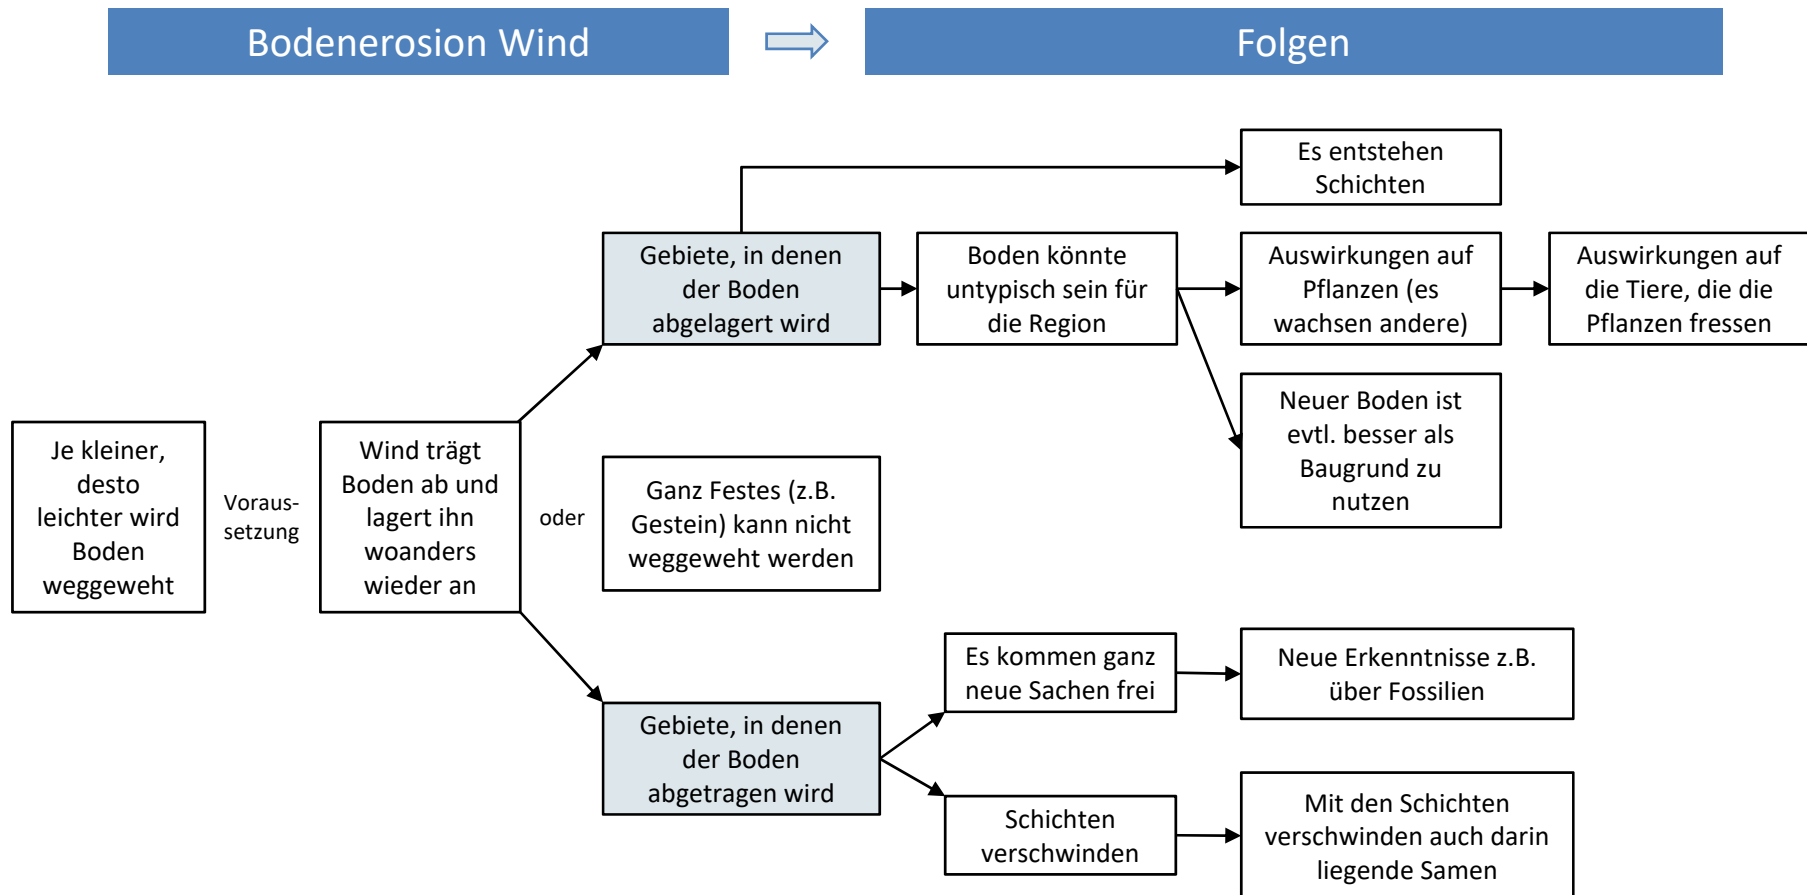 Bodenerosion Wind
Folgen
Es entstehen
Schichten
Gebiete, in denen
der Boden
abgelagert wird
Boden könnte
untypisch sein für
die Region
Auswirkungen auf
Pflanzen (es
wachsen andere)
Auswirkungen auf
die Tiere, die die
Pflanzen fressen
Neuer Boden ist
evtl. besser als
Baugrund zu
nutzen
Je kleiner,
desto
leichter wird
Boden
weggeweht
Voraus-
setzung
Wind trägt
Boden ab und
lagert ihn
woanders
wieder an
oder
Ganz Festes (z.B.
Gestein) kann nicht
weggeweht werden
Es kommen ganz
neue Sachen frei
Neue Erkenntnisse z.B.
über Fossilien
Gebiete, in denen
der Boden
abgetragen wird
Schichten
verschwinden
Mit den Schichten
verschwinden auch darin
liegende Samen